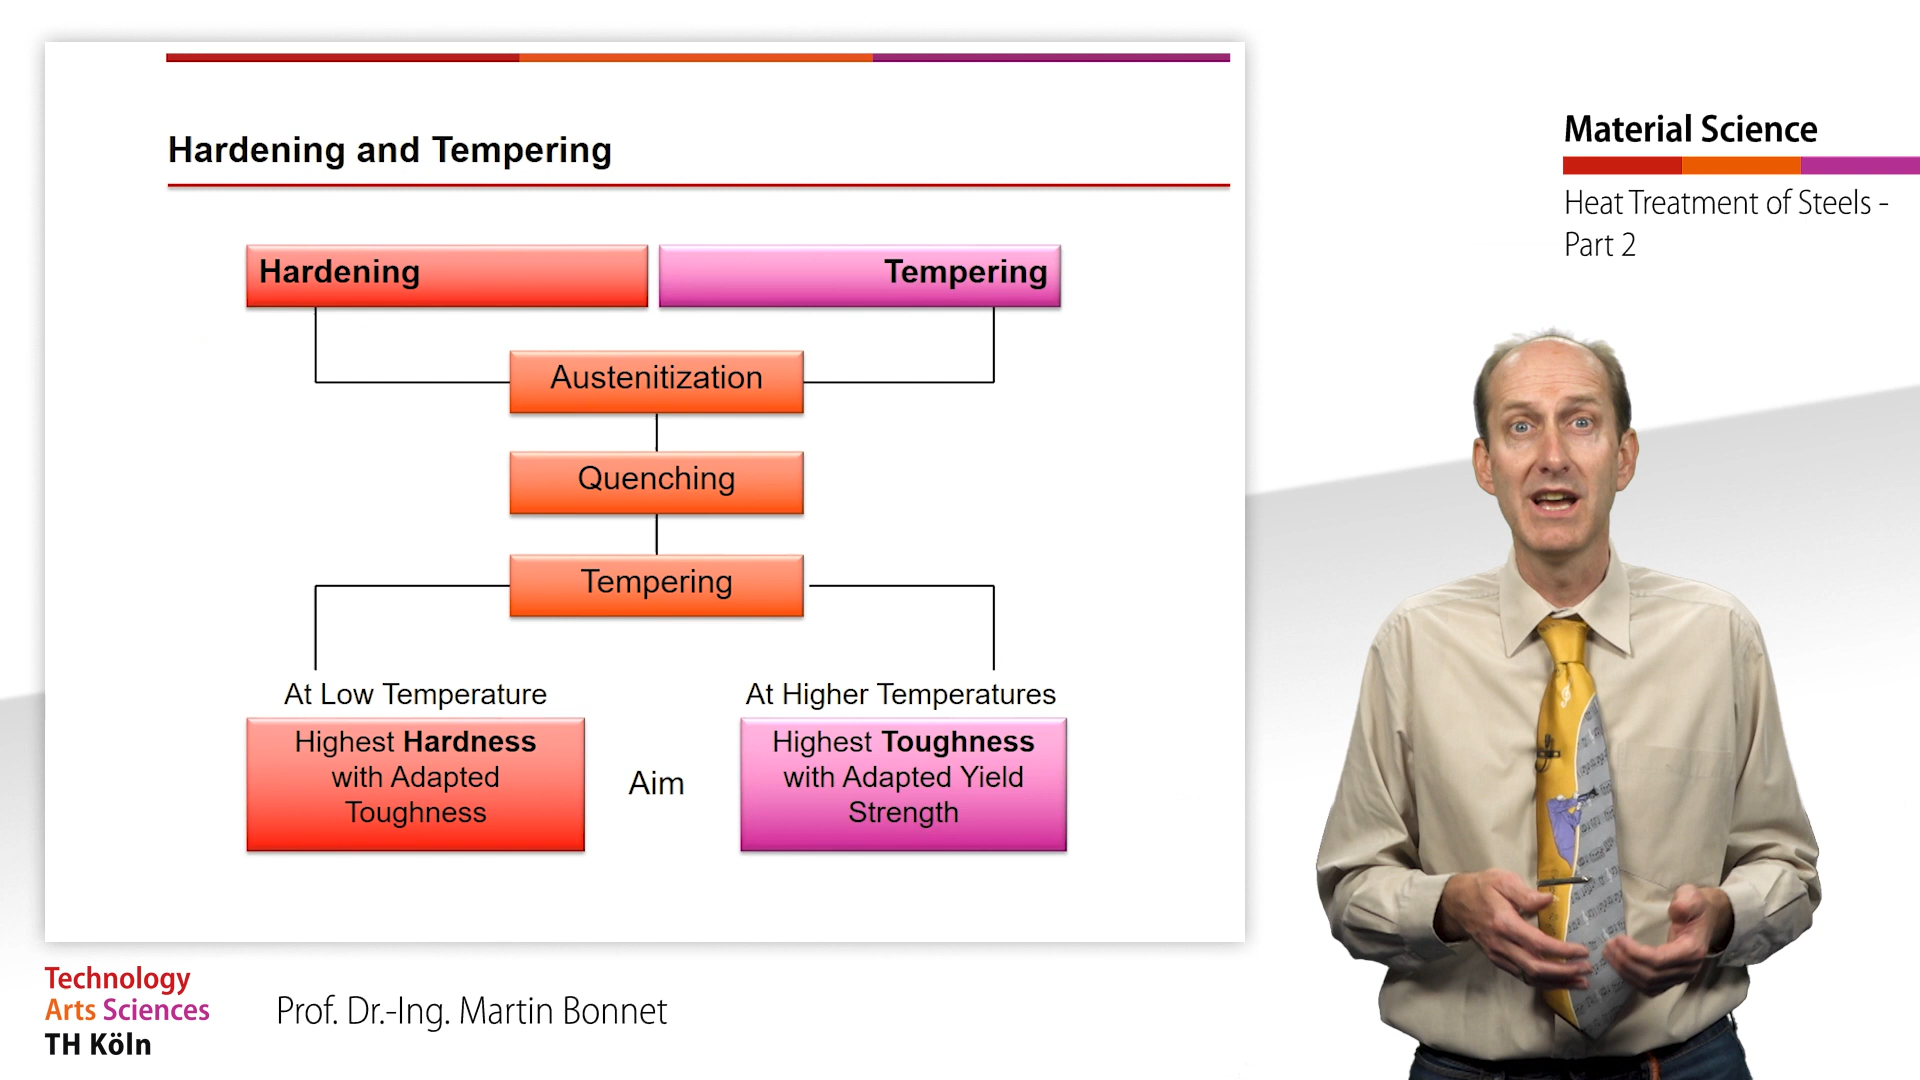 Hardening and Tempering
Hardening
Tempering
Austenitization
Quenching
Tempering
At Low Temperature
At Higher Temperatures
Highest Hardness
with Adapted
Toughness
Aim
Highest Toughness
with Adapted Yield
Strength
Material Science
Heat Treatment of Steels -
Part 2
Technology
Arts Sciences
TH Köln
Prof. Dr.-Ing. Martin Bonnet